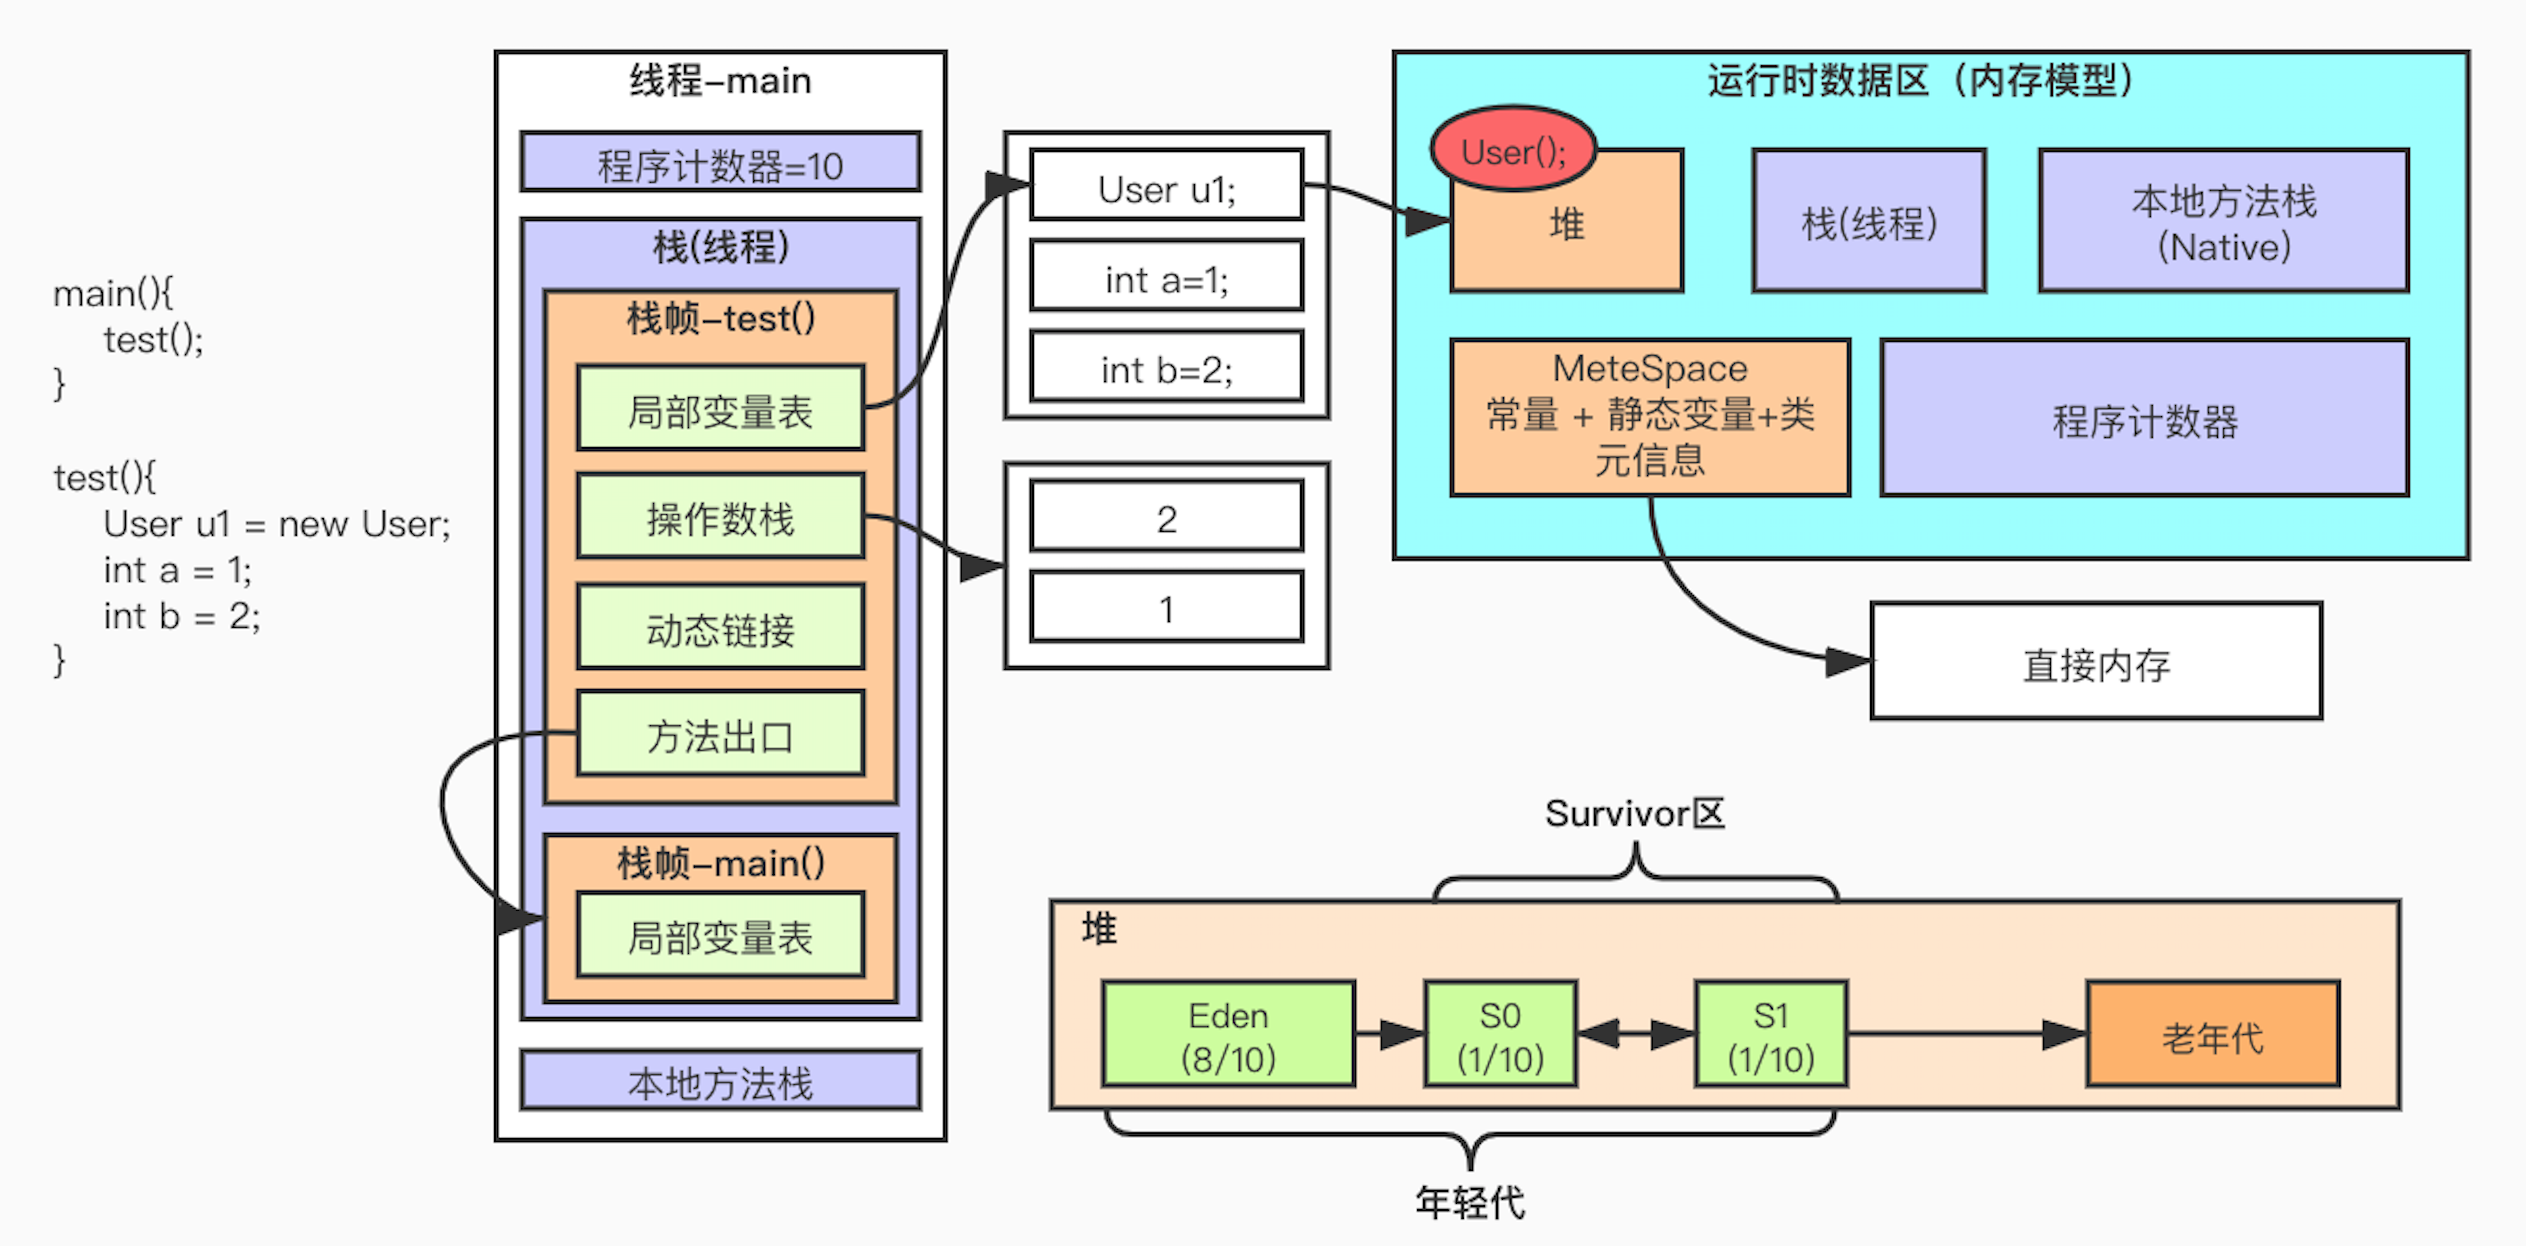 main(){
test();
}
test(){
User u1 = new User;
int a = 1;
int b = 2;
}
线程–main
程序计数器=10
栈(线程)
栈帧–test()
局部变量表
操作数栈
动态链接
方法出口
栈帧–main()
局部变量表
本地方法栈
User u1;
int a=1;
int b=2;
2
1
运行时数据区（内存模型）
User();
堆
栈(线程)
本地方法栈
(Native)
MeteSpace
常量 + 静态变量+类
元信息
程序计数器
直接内存
Survivor区
堆
Eden
(8/10)
S0
(1/10)
S1
(1/10)
老年代
年轻代